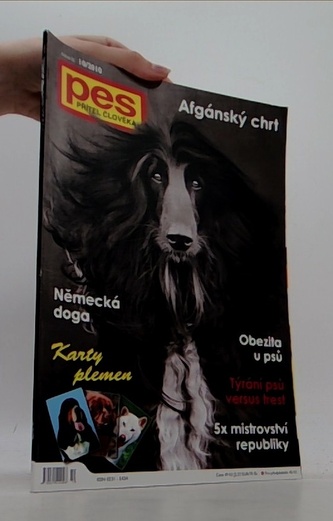 10/2010
pes
PŘÍTEL ČLOVĚKA
Afgánský chrt
Německá
doga
Karty
plemen
Obezita
u psů
Týrání psů
versus trest
5x mistrovství
republiky